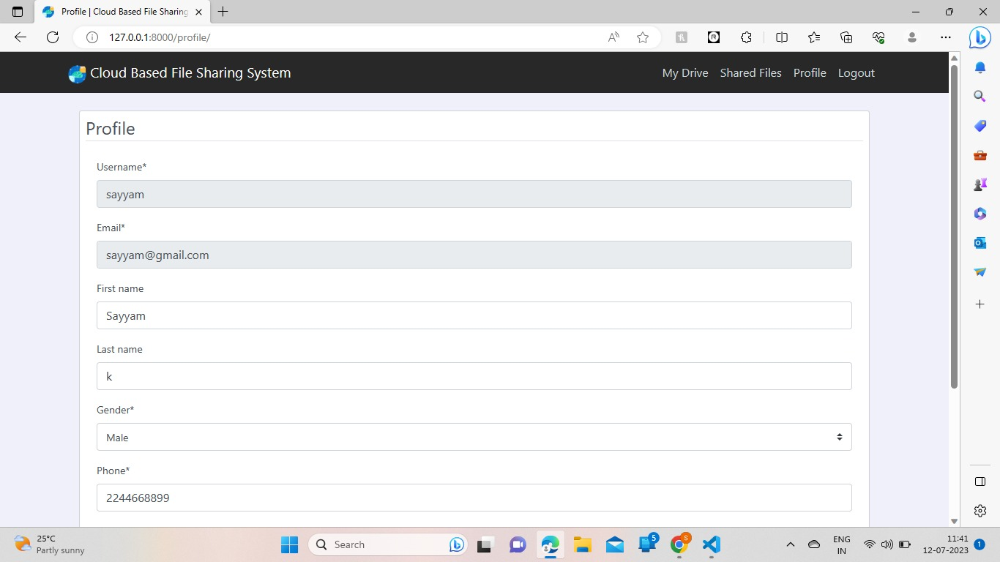 Profile | Cloud Based File Sharing
127.0.0.1:8000/profile/
Cloud Based File Sharing System
My Drive Shared Files Profile Logout
Profile
Username*
sayyam
Email*
sayyam@gmail.com
First name
Sayyam
Last name
k
Gender*
Male
Phone*
2244668899
25°C
Partly sunny
Search
5
S
ENG
IN
11:41
12-07-2023
1